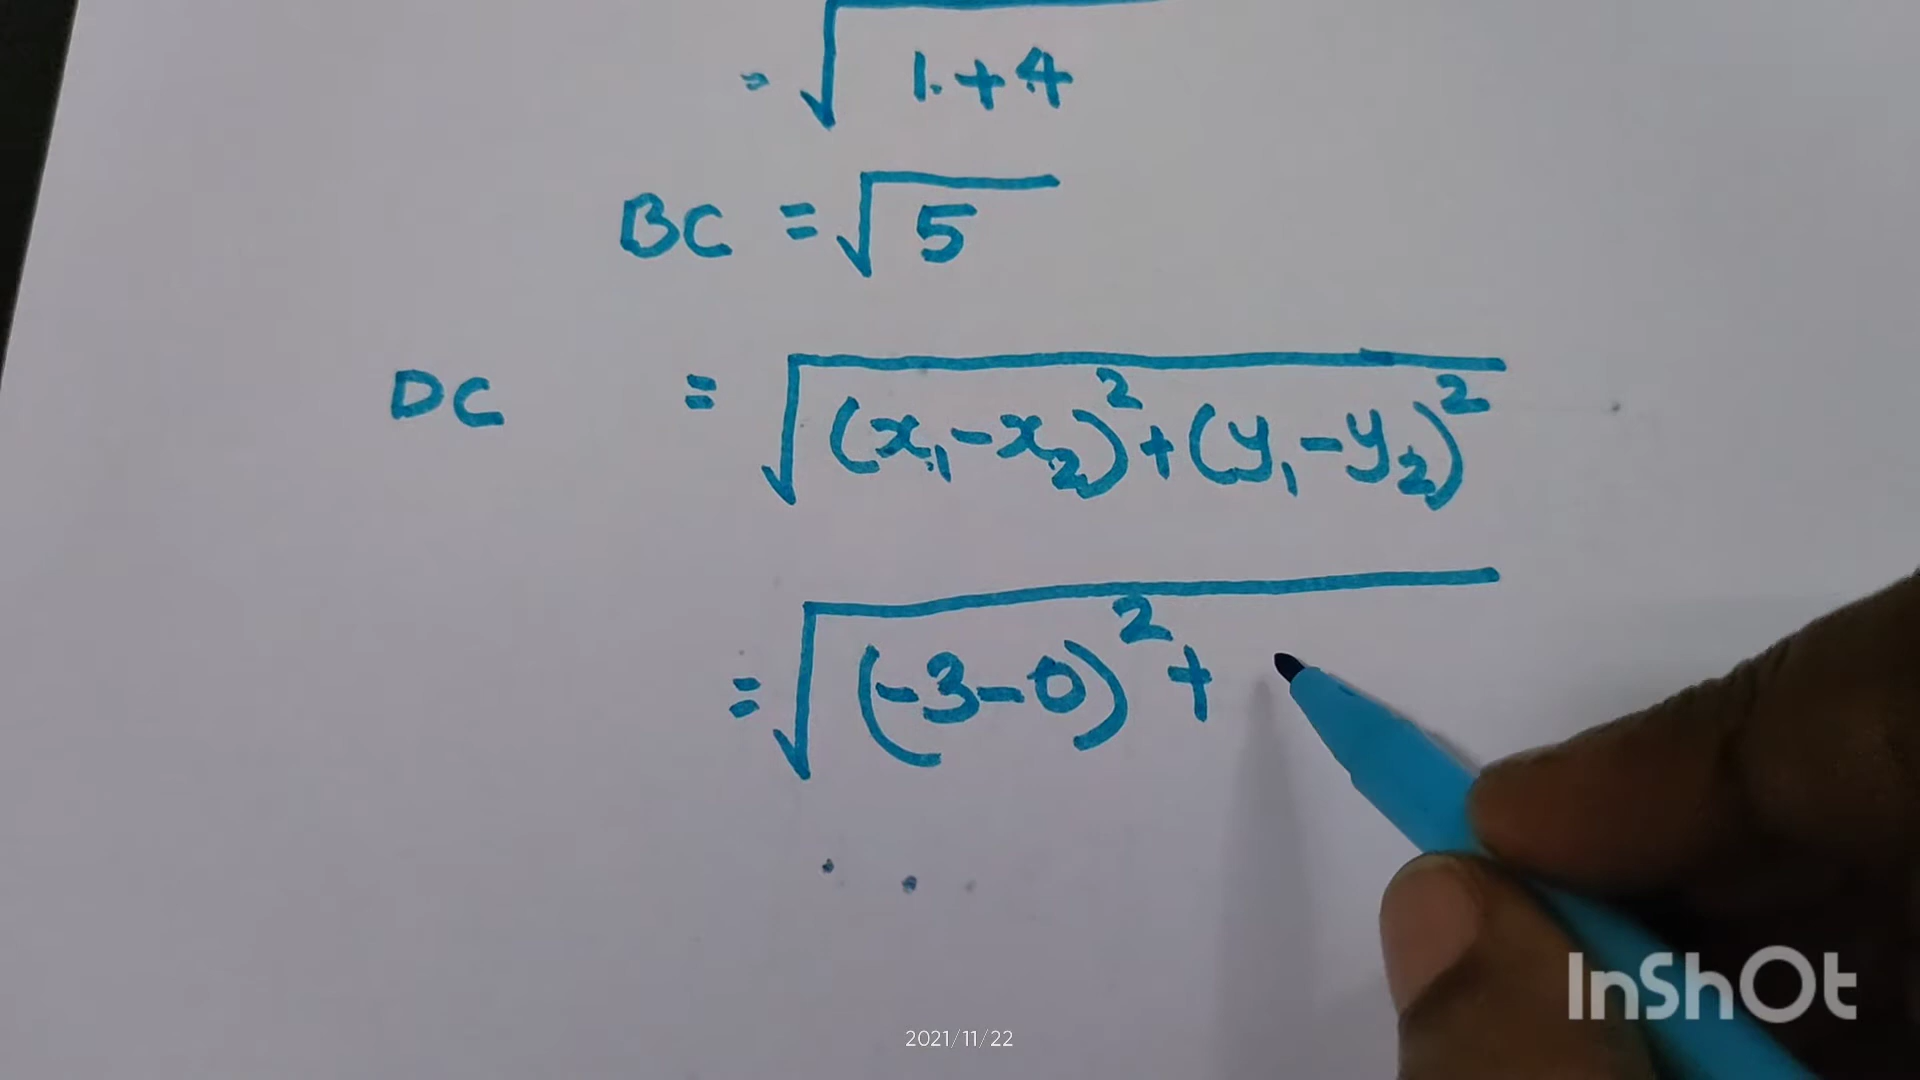 = √1+4
BC = √5
DC = √(x₁-x₂)²+(y₁-y₂)²
= √(-3-0)²+
InShOt
2021/11/22